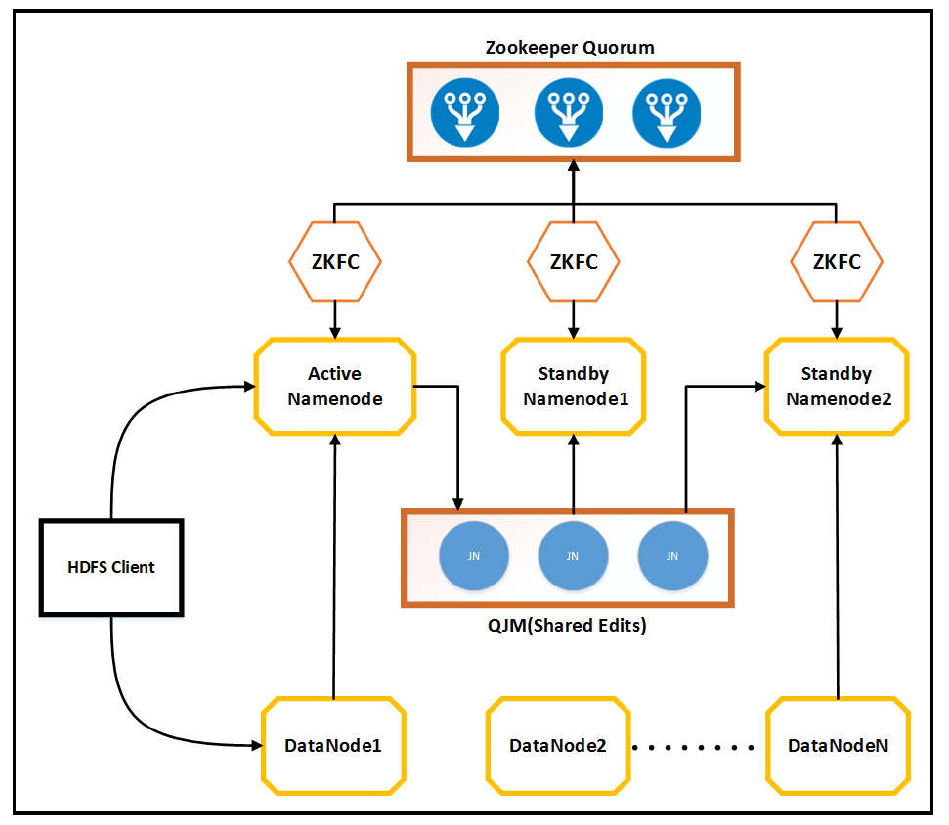 Zookeeper Quorum
ZKFC
ZKFC
ZKFC
Active
Namenode
Standby
Namenode1
Standby
Namenode2
HDFS Client
JN
JN
JN
QJM(Shared Edits)
DataNode1
DataNode2
DataNodeN